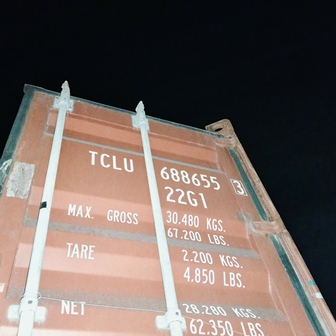 TCLU 688655 3
22G1
MAX. GROSS 30.480 KGS.
67.200 LBS.
TARE 2.200 KGS.
4,850 LBS.
NET 28.280 KGS.
62.350 LBS.